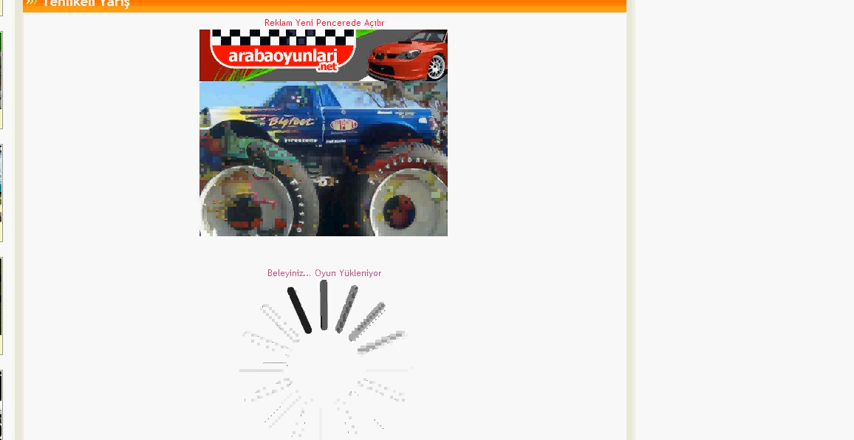 Tehlikeli Yarış
Reklam Yeni Pencerede Açılır
arabaoyunlari
.net
Bigfoot
Beleyiniz... Oyun Yükleniyor